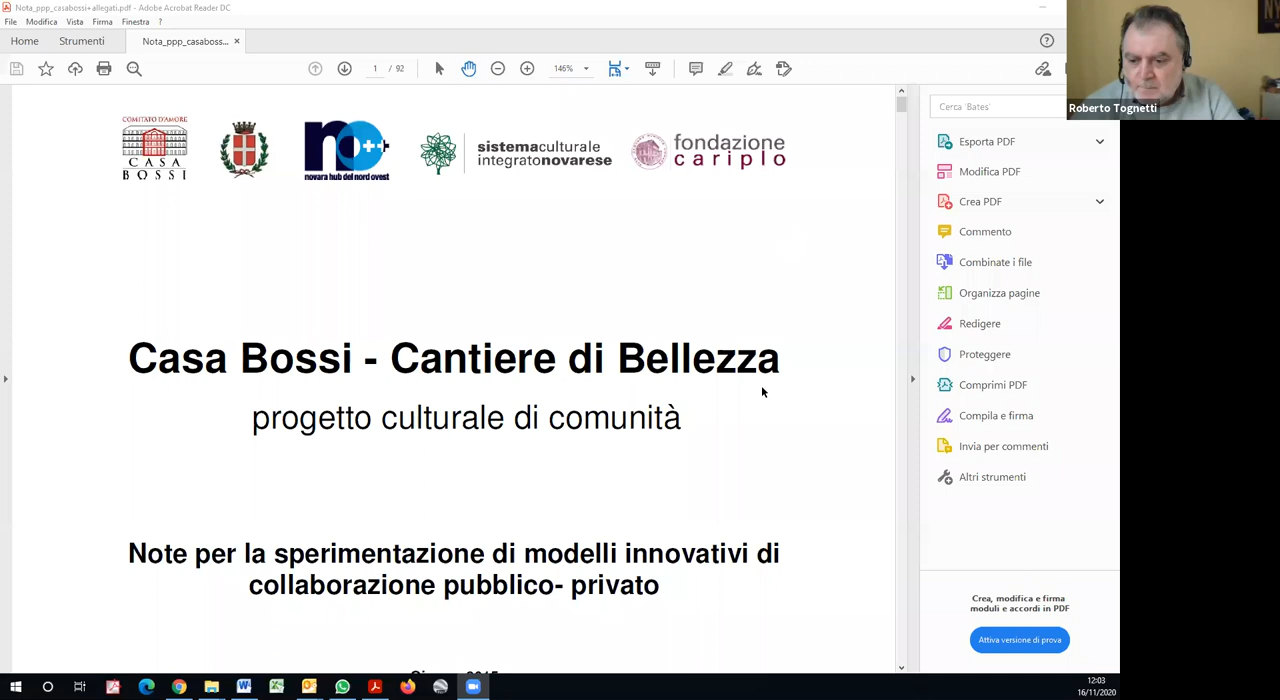 Nota_ppp_casabossi+allegati.pdf - Adobe Acrobat Reader DC
File Modifica Vista Firma Finestra ?
Home Strumenti Nota_ppp_casaboss... ×
1 / 92 146%
Roberto Tognetti
COMITATO D'AMORE
CASA
BOSSI
no++
novara hub del nord ovest
sistemaculturale
integratonovarese
fondazione
cariplo
Casa Bossi - Cantiere di Bellezza
progetto culturale di comunità
Note per la sperimentazione di modelli innovativi di
collaborazione pubblico- privato
Cerca 'Bates'
Esporta PDF
Modifica PDF
Crea PDF
Commento
Combinate i file
Organizza pagine
Redigere
Proteggere
Comprimi PDF
Compila e firma
Invia per commenti
Altri strumenti
Crea, modifica e firma
moduli e accordi in PDF
Attiva versione di prova
12:03
16/11/2020